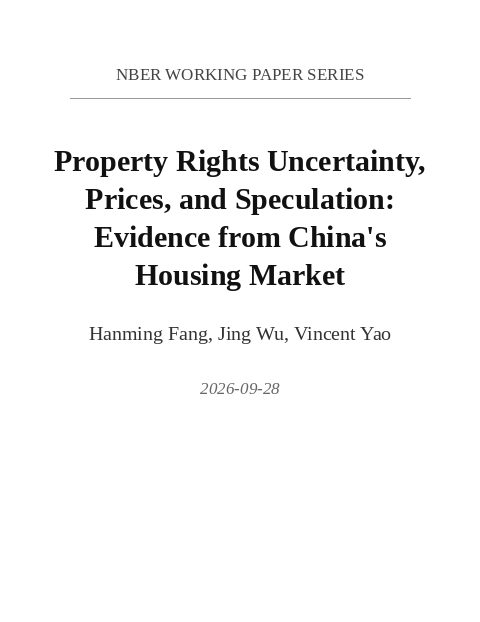 NBER WORKING PAPER SERIES
Property Rights Uncertainty,
Prices, and Speculation:
Evidence from China's
Housing Market
Hanming Fang, Jing Wu, Vincent Yao
2026-09-28